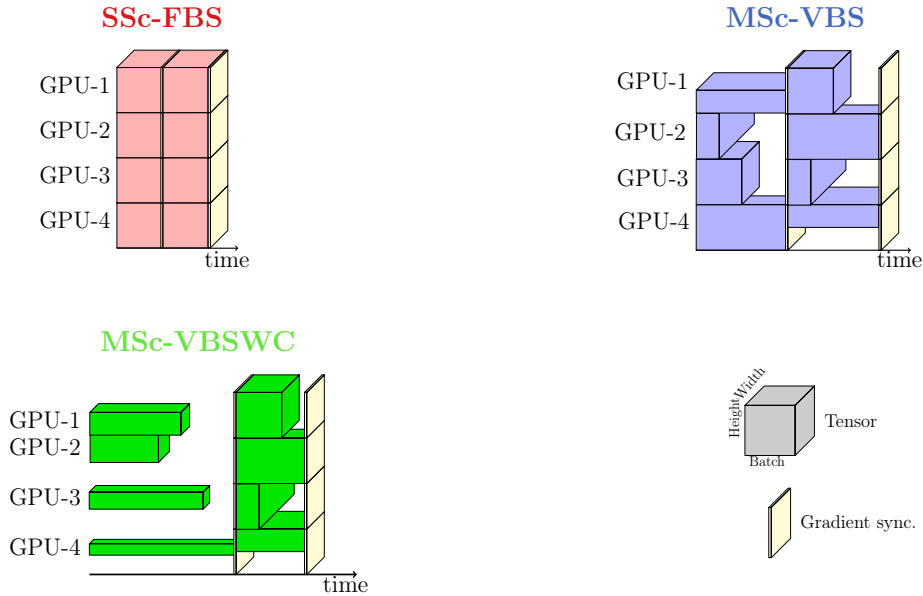 SSc-FBS
GPU-1
GPU-2
GPU-3
GPU-4
time
MSc-VBS
GPU-1
GPU-2
GPU-3
GPU-4
time
MSc-VBSWC
GPU-1
GPU-2
GPU-3
GPU-4
time
Width
Height
Batch
Tensor
Gradient sync.